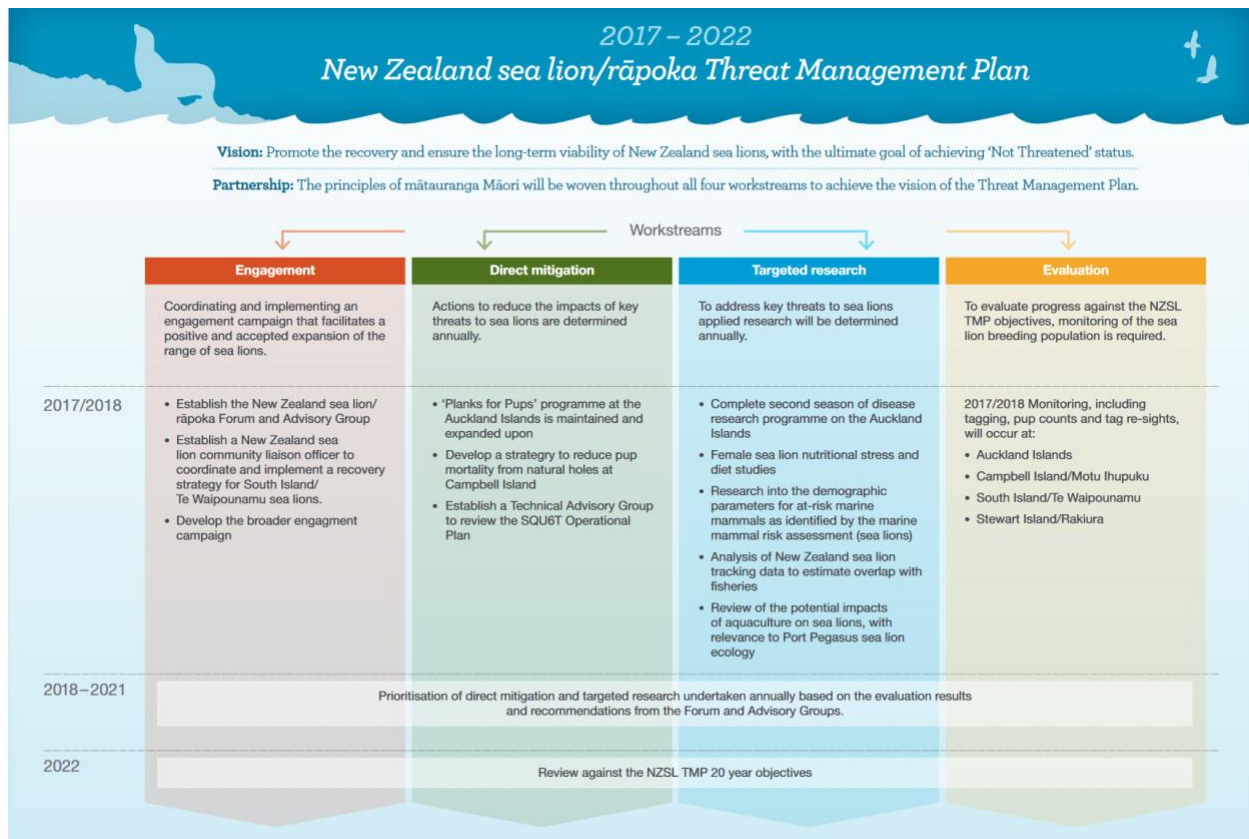 2017 – 2022
New Zealand sea lion/rāpoka Threat Management Plan
Vision: Promote the recovery and ensure the long-term viability of New Zealand sea lions, with the ultimate goal of achieving ‘Not Threatened’ status.
Partnership: The principles of mātauranga Māori will be woven throughout all four workstreams to achieve the vision of the Threat Management Plan.
Workstreams
Engagement
Coordinating and implementing an
engagement campaign that facilitates a
positive and accepted expansion of the
range of sea lions.
Direct mitigation
Actions to reduce the impacts of key
threats to sea lions are determined
annually.
Targeted research
To address key threats to sea lions
applied research will be determined
annually.
Evaluation
To evaluate progress against the NZSL
TMP objectives, monitoring of the sea
lion breeding population is required.
2017/2018
• Establish the New Zealand sea lion/
rāpoka Forum and Advisory Group
• Establish a New Zealand sea
lion community liaison officer to
coordinate and implement a recovery
strategy for South Island/
Te Waipounamu sea lions.
• Develop the broader engagment
campaign
• ‘Planks for Pups’ programme at the
Auckland Islands is maintained and
expanded upon
• Develop a strategy to reduce pup
mortality from natural holes at
Campbell Island
• Establish a Technical Advisory Group
to review the SQU6T Operational
Plan
• Complete second season of disease
research programme on the Auckland
Islands
• Female sea lion nutritional stress and
diet studies
• Research into the demographic
parameters for at-risk marine
mammals as identified by the marine
mammal risk assessment (sea lions)
• Analysis of New Zealand sea lion
tracking data to estimate overlap with
fisheries
• Review of the potential impacts
of aquaculture on sea lions, with
relevance to Port Pegasus sea lion
ecology
2017/2018 Monitoring, including
tagging, pup counts and tag re-sights,
will occur at:
• Auckland Islands
• Campbell Island/Motu Ihupuku
• South Island/Te Waipounamu
• Stewart Island/Rakiura
2018–2021
Prioritisation of direct mitigation and targeted research undertaken annually based on the evaluation results
and recommendations from the Forum and Advisory Groups.
2022
Review against the NZSL TMP 20 year objectives